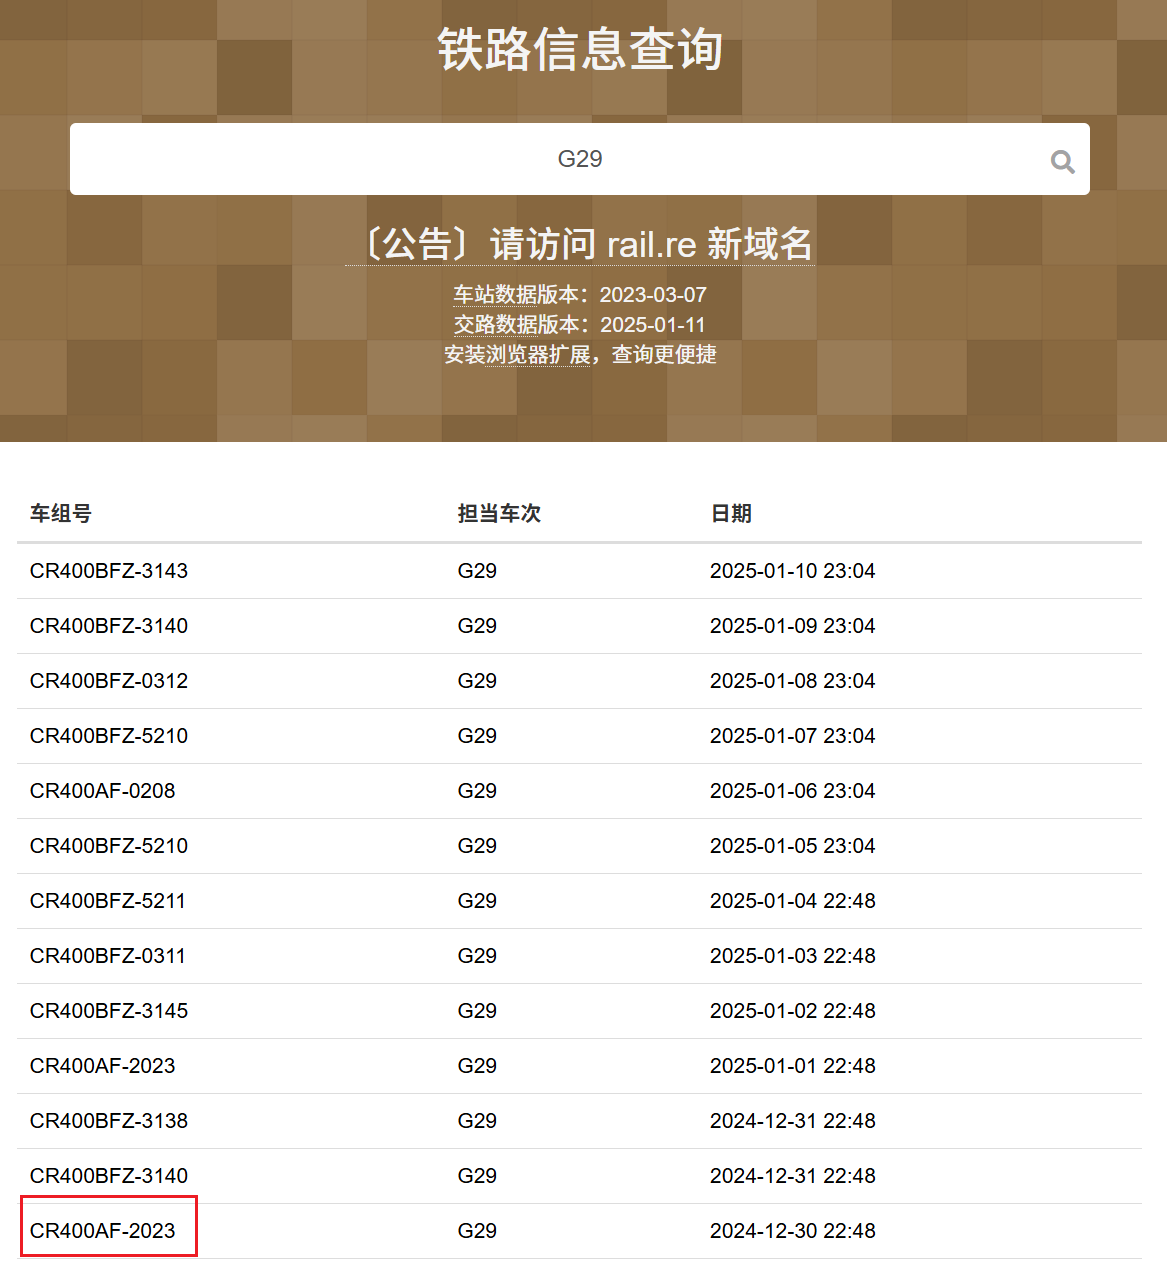 铁路信息查询
G29
〔公告〕请访问 rail.re 新域名
车站数据版本：2023-03-07
交路数据版本：2025-01-11
安装浏览器扩展，查询更便捷
车组号 担当车次 日期
CR400BFZ-3143 G29 2025-01-10 23:04
CR400BFZ-3140 G29 2025-01-09 23:04
CR400BFZ-0312 G29 2025-01-08 23:04
CR400BFZ-5210 G29 2025-01-07 23:04
CR400AF-0208 G29 2025-01-06 23:04
CR400BFZ-5210 G29 2025-01-05 23:04
CR400BFZ-5211 G29 2025-01-04 22:48
CR400BFZ-0311 G29 2025-01-03 22:48
CR400BFZ-3145 G29 2025-01-02 22:48
CR400AF-2023 G29 2025-01-01 22:48
CR400BFZ-3138 G29 2024-12-31 22:48
CR400BFZ-3140 G29 2024-12-31 22:48
CR400AF-2023 G29 2024-12-30 22:48